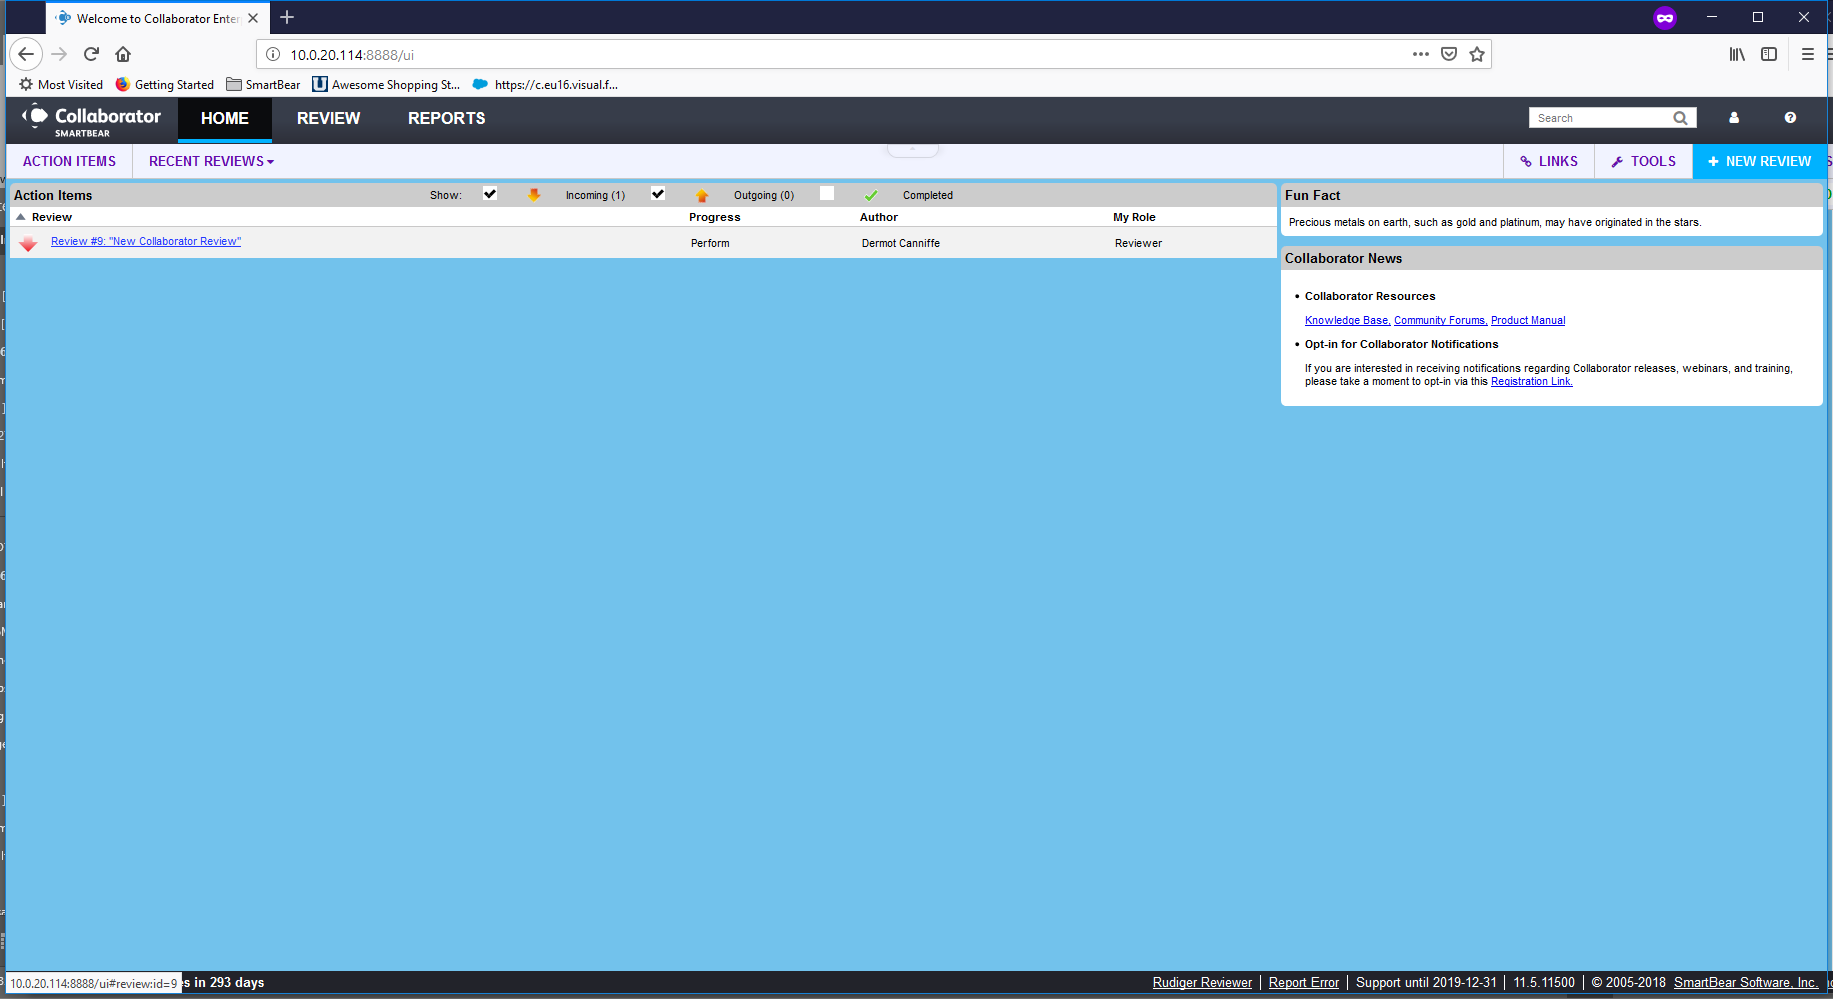 Welcome to Collaborator Enter
10.0.20.114:8888/ui
Most Visited Getting Started SmartBear Awesome Shopping St... https://c.eu16.visual.f...
Collaborator
SMARTBEAR
HOME REVIEW REPORTS
Search
ACTION ITEMS RECENT REVIEWS LINKS TOOLS + NEW REVIEW
Action Items Show: Incoming (1) Outgoing (0) Completed
Review Progress Author My Role
Review #9: "New Collaborator Review" Perform Dermot Canniffe Reviewer
Fun Fact
Precious metals on earth, such as gold and platinum, may have originated in the stars.
Collaborator News
• Collaborator Resources
Knowledge Base, Community Forums, Product Manual
• Opt-in for Collaborator Notifications
If you are interested in receiving notifications regarding Collaborator releases, webinars, and training,
please take a moment to opt-in via this Registration Link.
10.0.20.114:8888/ui#review:id=9 s in 293 days
Rudiger Reviewer | Report Error | Support until 2019-12-31 | 11.5.11500 | © 2005-2018 SmartBear Software, Inc.